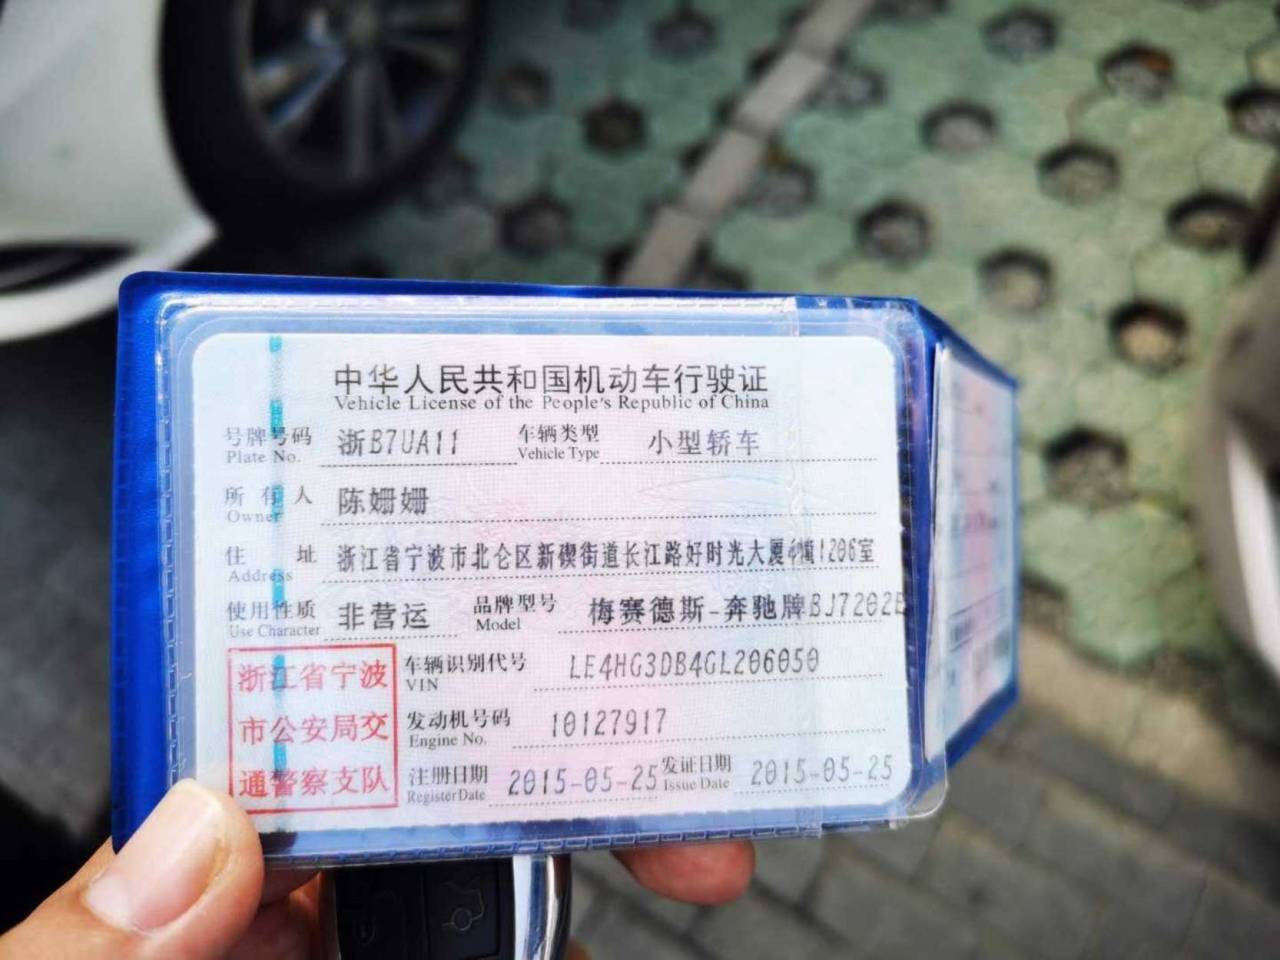 中华人民共和国机动车行驶证
Vehicle License of the People's Republic of China
号牌号码 浙B7UA11 车辆类型 小型轿车
Plate No. Vehicle Type
所有人 陈姗姗
Owner
住址 浙江省宁波市北仑区新碶街道长江路好时光大厦 幢1206室
Address
使用性质 非营运 品牌型号 梅赛德斯-奔驰牌BJ7202E
Use Character Model
浙江省宁波 车辆识别代号 LE4HG3DB4GL206050
VIN
市公安局交 发动机号码 10127917
Engine No.
通警察支队 注册日期 2015-05-25 发证日期 2015-05-25
Register Date Issue Date